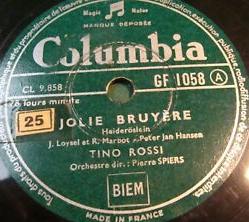 Magic Notes
MARQUE DÉPOSÉE
Columbia
CL 9.858
GF 1058 A
Tours minute
25
JOLIE BRUYÈRE
Heideröslein
J. Loysel et R. Marbot - Peter Jan Hansen
TINO ROSSI
Orchestre dir.: Pierre SPIERS
BIEM
MADE IN FRANCE